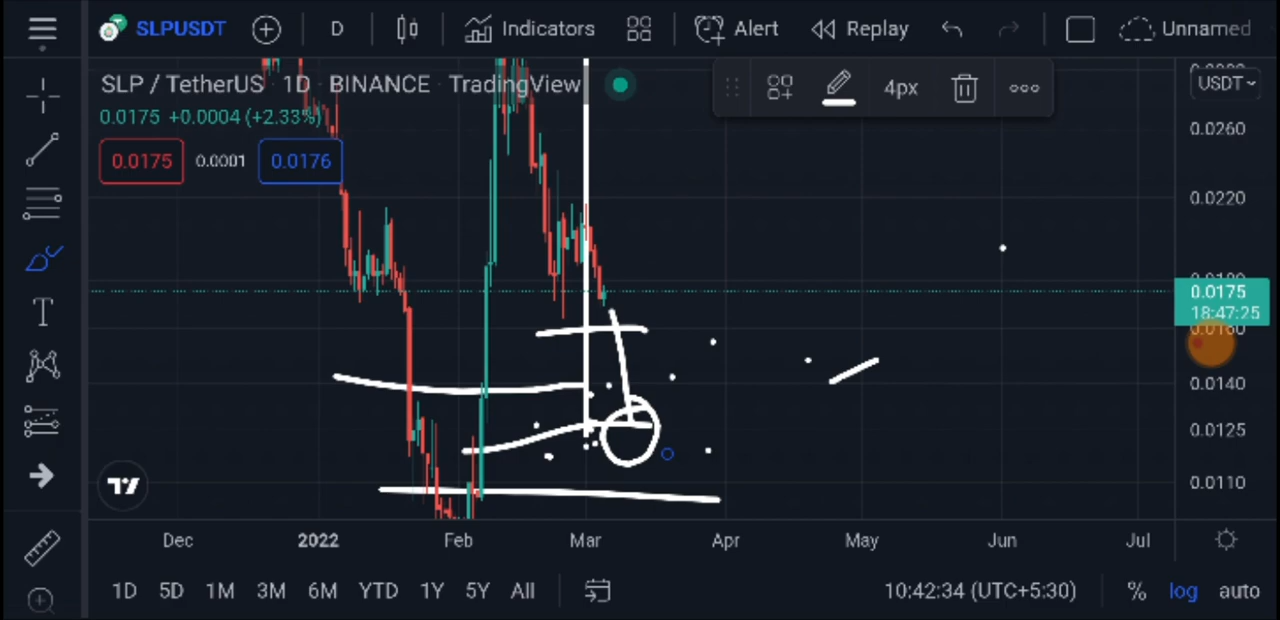 SLPUSDT D Indicators Alert Replay Unnamed
SLP / TetherUS 1D BINANCE TradingView
4px
USDT
0.0175 +0.0004 (+2.33%)
0.0260
0.0175 0.0001 0.0176
0.0220
0.0175
18:47:25
0.0160
0.0140
0.0125
0.0110
Dec 2022 Feb Mar Apr May Jun Jul
1D 5D 1M 3M 6M YTD 1Y 5Y All 10:42:34 (UTC+5:30) % log auto